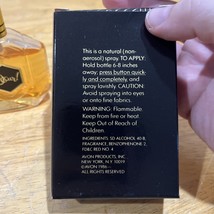 This is a natural (non-
aerosol) spray. TO APPLY:
Hold bottle 6-8 inches
away; press button quick-
ly and completely, and
spray lavishly. CAUTION:
Avoid spraying into eyes
or onto fine fabrics.
WARNING: Flammable
Keep from fire or heat
Keep Out of Reach of
Children.
INGREDIENTS: SD ALCOHOL 40-B,
FRAGRANCE, BENZOPHENONE 2,
FD&C RED NO. 4
AVON PRODUCTS, INC.
NEW YORK, N.Y. 10019
©AVON 1986
ALL RIGHTS RESERVED